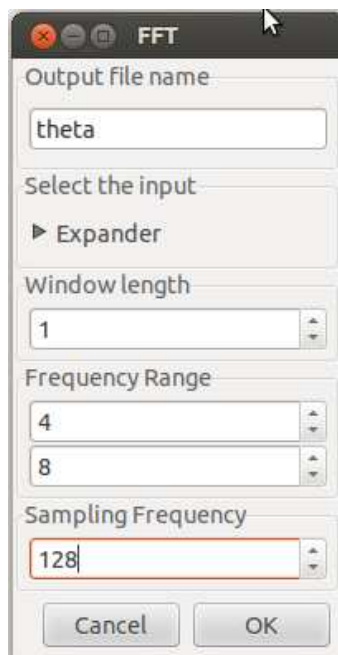 FFT
Output file name
theta
Select the input
Expander
Window length
1
Frequency Range
4
8
Sampling Frequency
128
Cancel OK